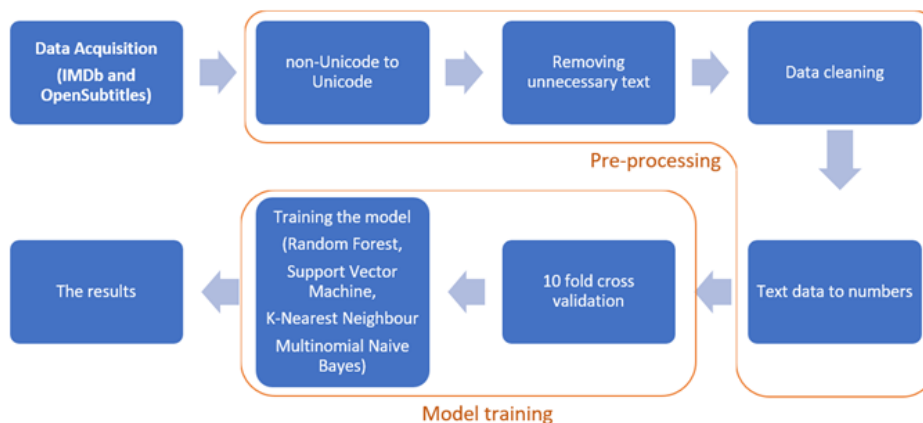 Data Acquisition
(IMDb and
OpenSubtitles)
non-Unicode to
Unicode
Removing
unnecessary text
Data cleaning
Pre-processing
Text data to numbers
10 fold cross
validation
Training the model
(Random Forest,
Support Vector
Machine,
K-Nearest Neighbour
Multinomial Naive
Bayes)
Model training
The results